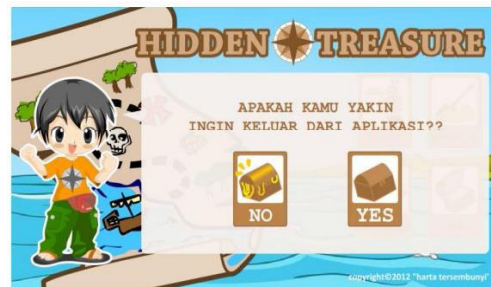 HIDDEN TREASURE
APAKAH KAMU YAKIN
INGIN KELUAR DARI APLIKASI??
NO YES
copyright©2012 "harta tersembunyi"